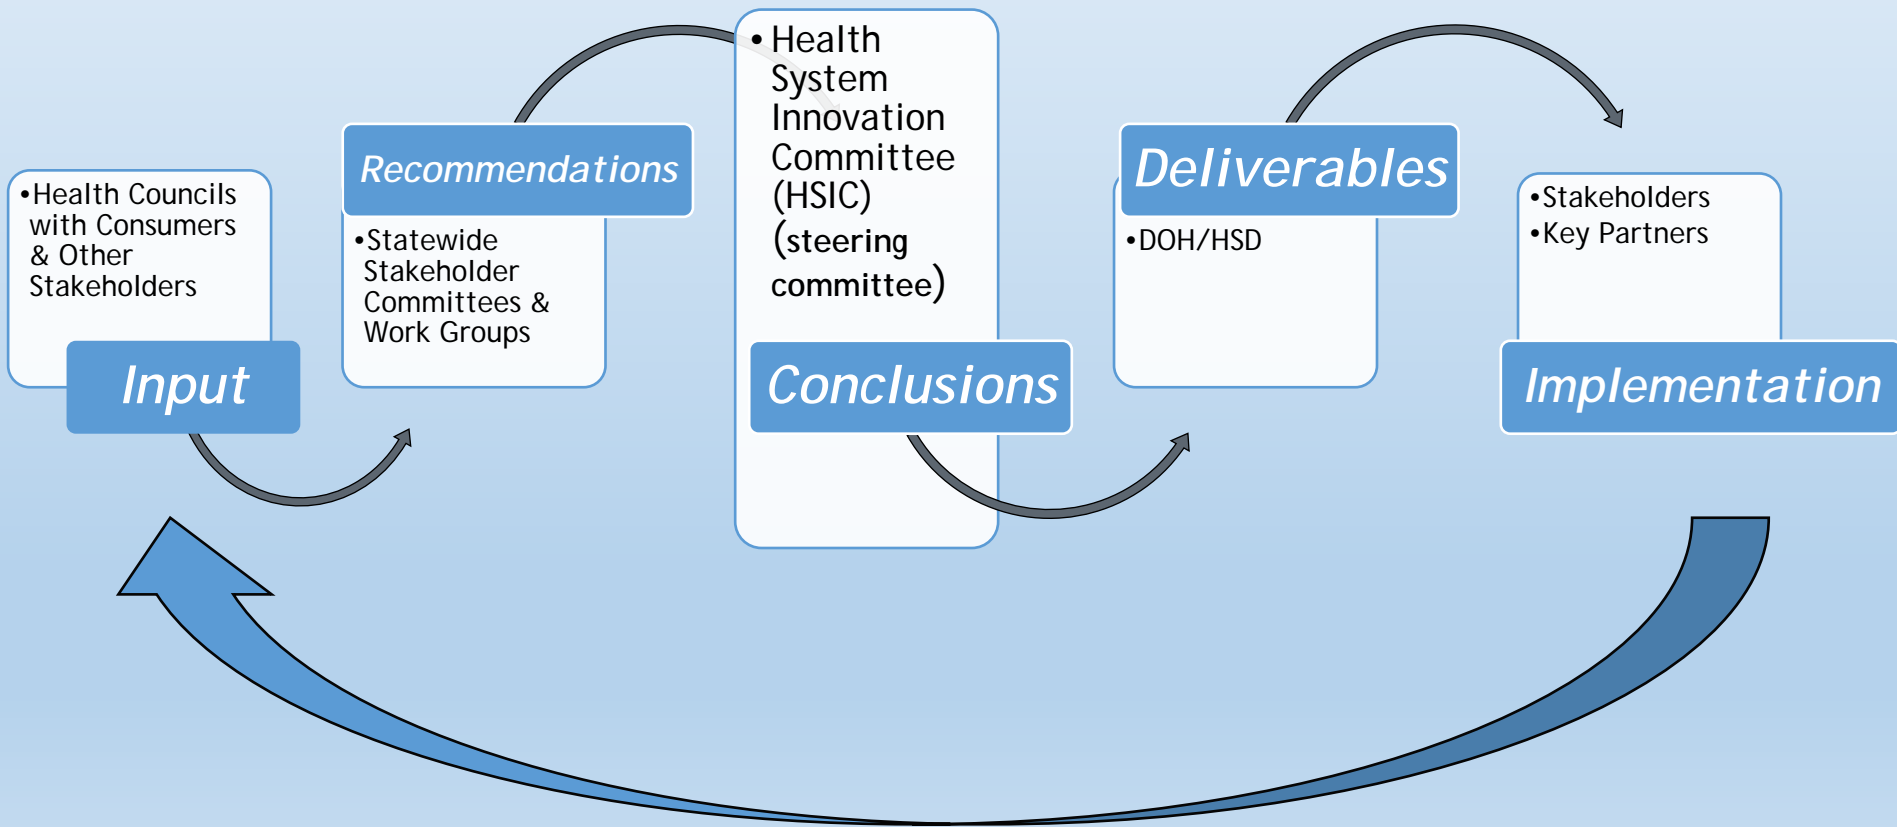 •Health Councils
with Consumers
& Other
Stakeholders
Input
Recommendations
•Statewide
Stakeholder
Committees &
Work Groups
• Health
System
Innovation
Committee
(HSIC)
(steering
committee)
Conclusions
Deliverables
•DOH/HSD
•Stakeholders
•Key Partners
Implementation